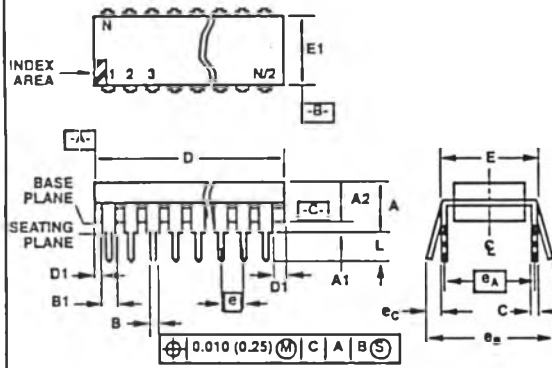 N
E1
INDEX
AREA
1 2 3 N/2
-B-
-A-
D
E
BASE
PLANE
-C-
A2
A
SEATING
PLANE
L
℄
D1
D1
A1
B1
e
eA
B
eC
C
eB
⌖ 0.010 (0.25) Ⓜ C A B Ⓢ